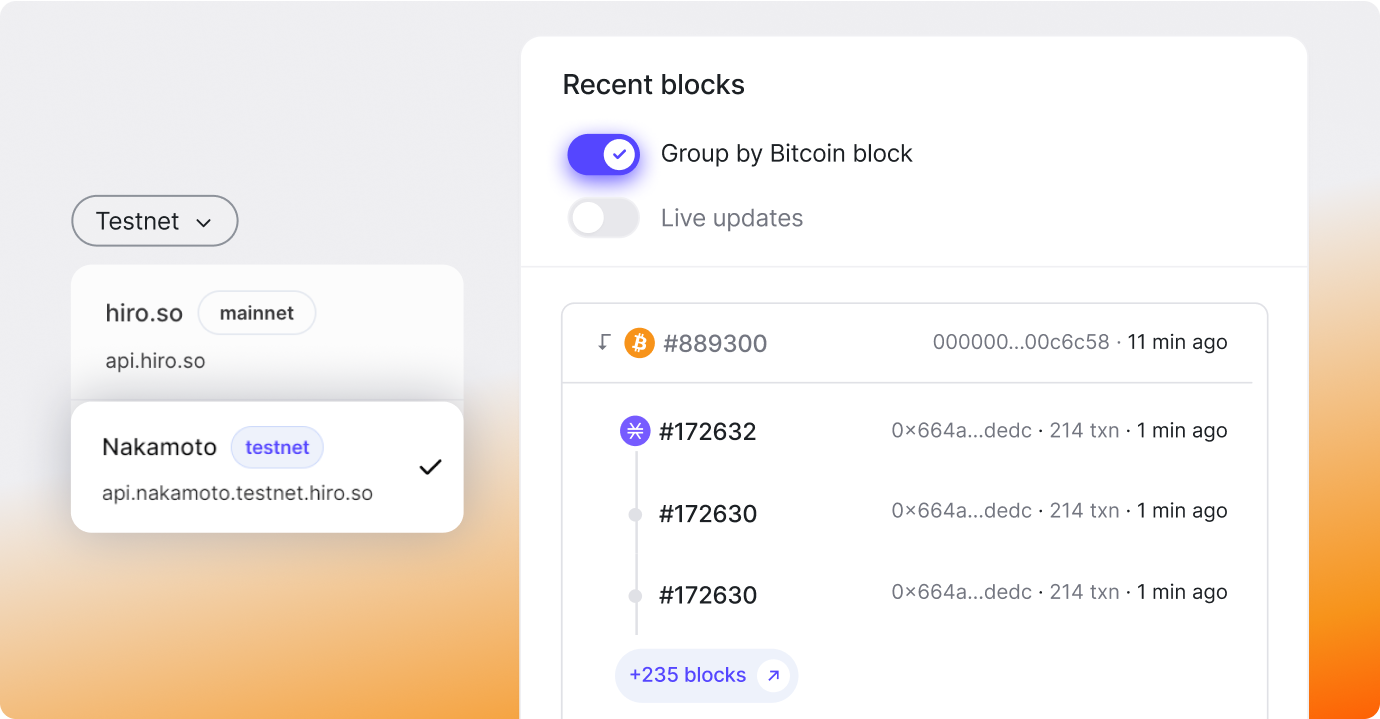 Testnet
hiro.so mainnet
api.hiro.so
Nakamoto testnet
api.nakamoto.testnet.hiro.so
Recent blocks
Group by Bitcoin block
Live updates
#889300 000000...00c6c58 · 11 min ago
#172632 0×664a...dedc · 214 txn · 1 min ago
#172630 0×664a...dedc · 214 txn · 1 min ago
#172630 0×664a...dedc · 214 txn · 1 min ago
+235 blocks